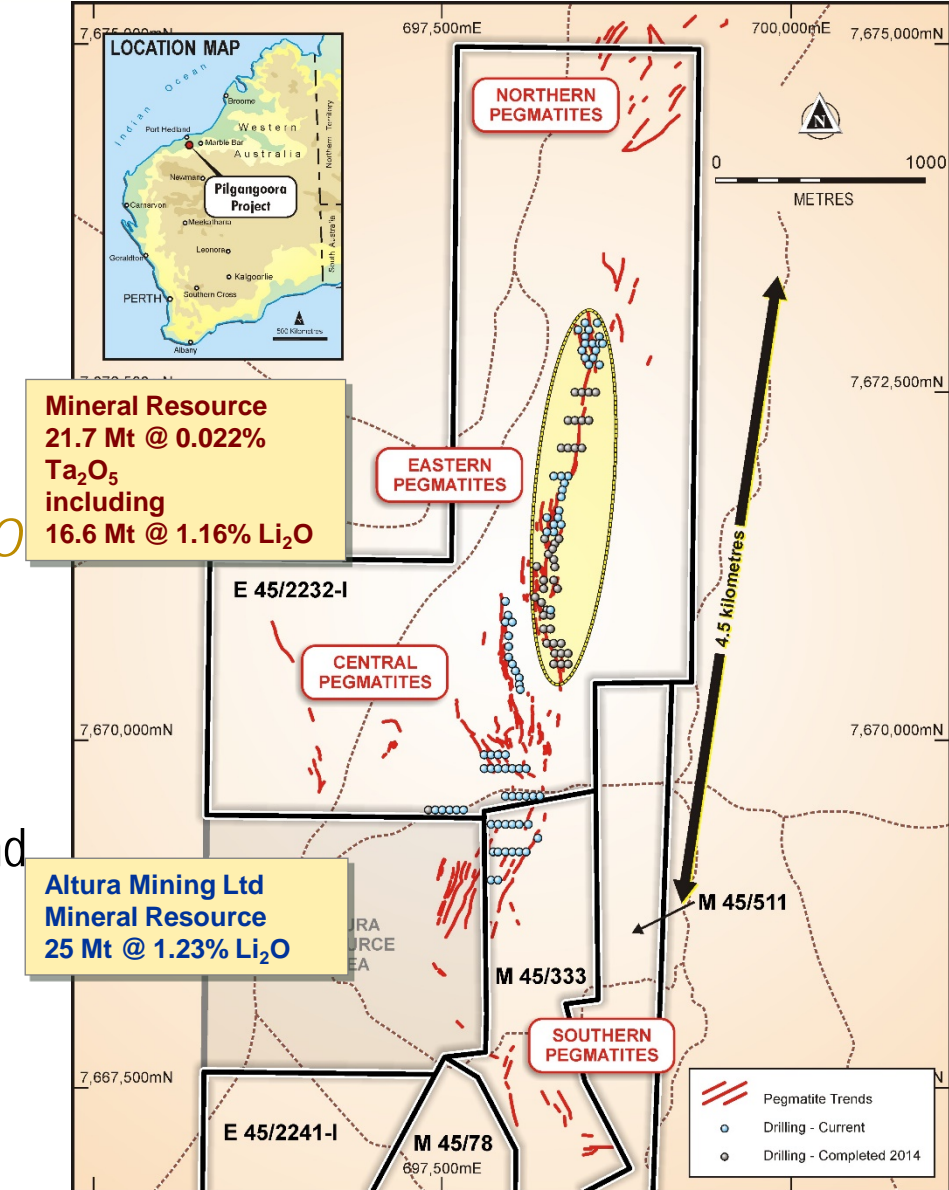 7,675,000mN
697,500mE
700,000mE
7,675,000mN
LOCATION MAP
Indian Ocean
Broome
Port Hedland
Marble Bar
Western
Australia
Northern Territory
Newman
Pilgangoora
Project
Carnarvon
Meekatharra
South Australia
Geraldton
Leonora
Kalgoorlie
PERTH
Southern Cross
Albany
500 Kilometres
NORTHERN
PEGMATITES
N
0
1000
METRES
7,672,500mN
Mineral Resource
21.7 Mt @ 0.022%
Ta₂O₅
including
16.6 Mt @ 1.16% Li₂O
EASTERN
PEGMATITES
E 45/2232-I
4.5 kilometres
CENTRAL
PEGMATITES
7,670,000mN
7,670,000mN
Altura Mining Ltd
Mineral Resource
25 Mt @ 1.23% Li₂O
M 45/511
M 45/333
SOUTHERN
PEGMATITES
7,667,500mN
E 45/2241-I
M 45/78
697,500mE
Pegmatite Trends
Drilling - Current
Drilling - Completed 2014